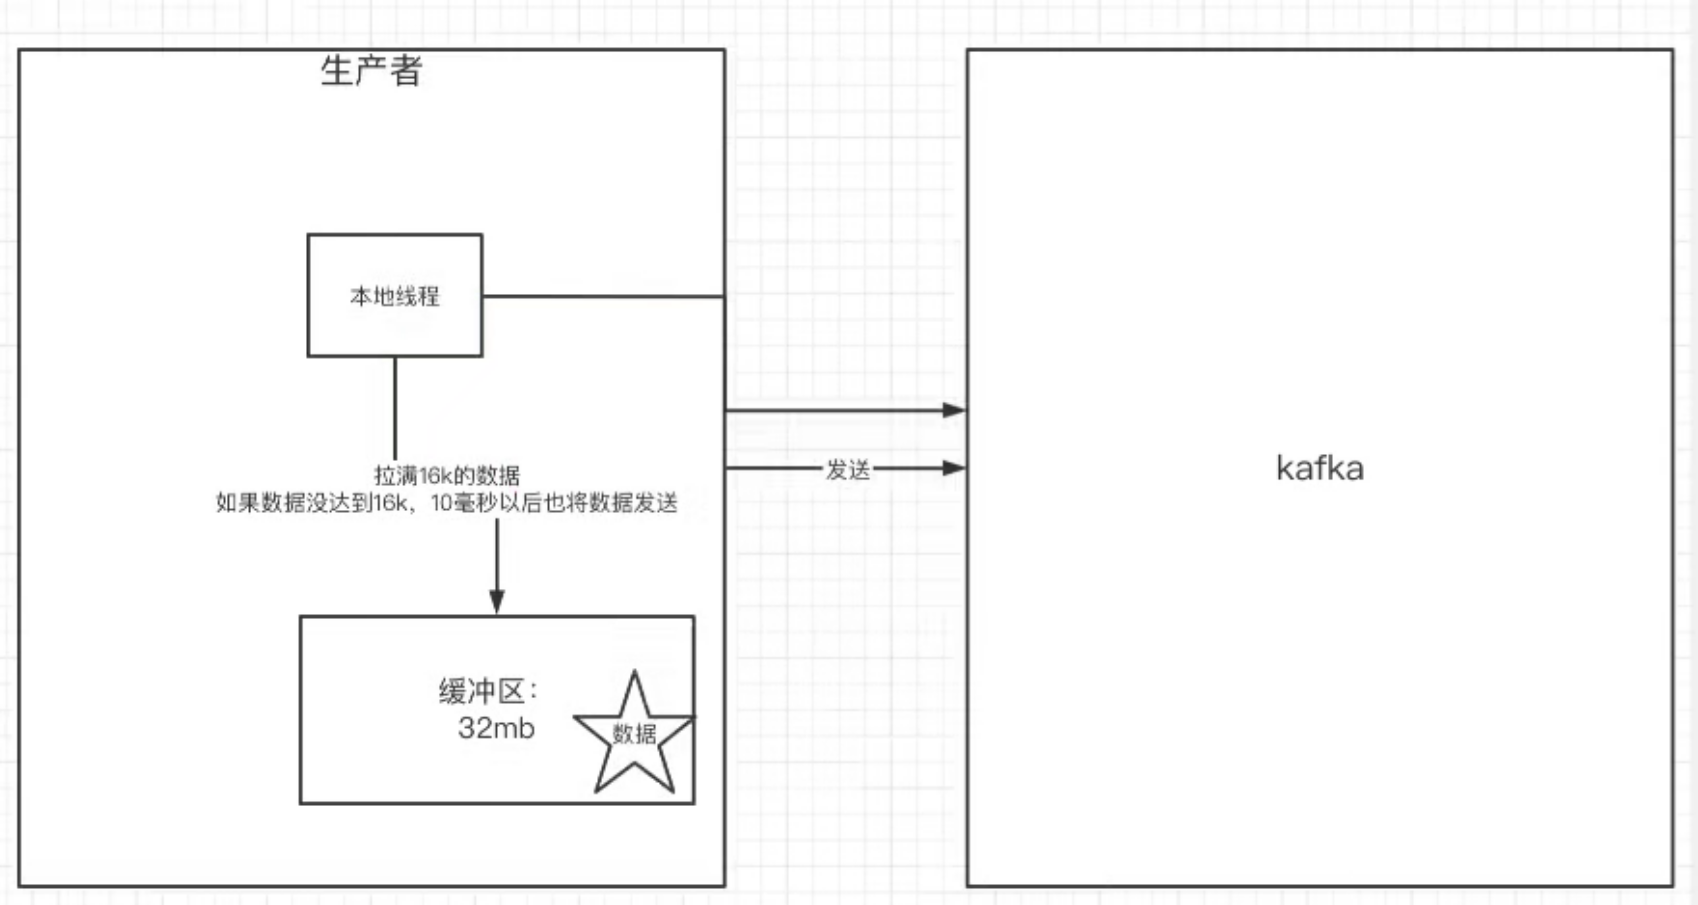 生产者
本地线程
拉满16k的数据
如果数据没达到16k，10毫秒以后也将数据发送
发送
kafka
缓冲区：
32mb
数据